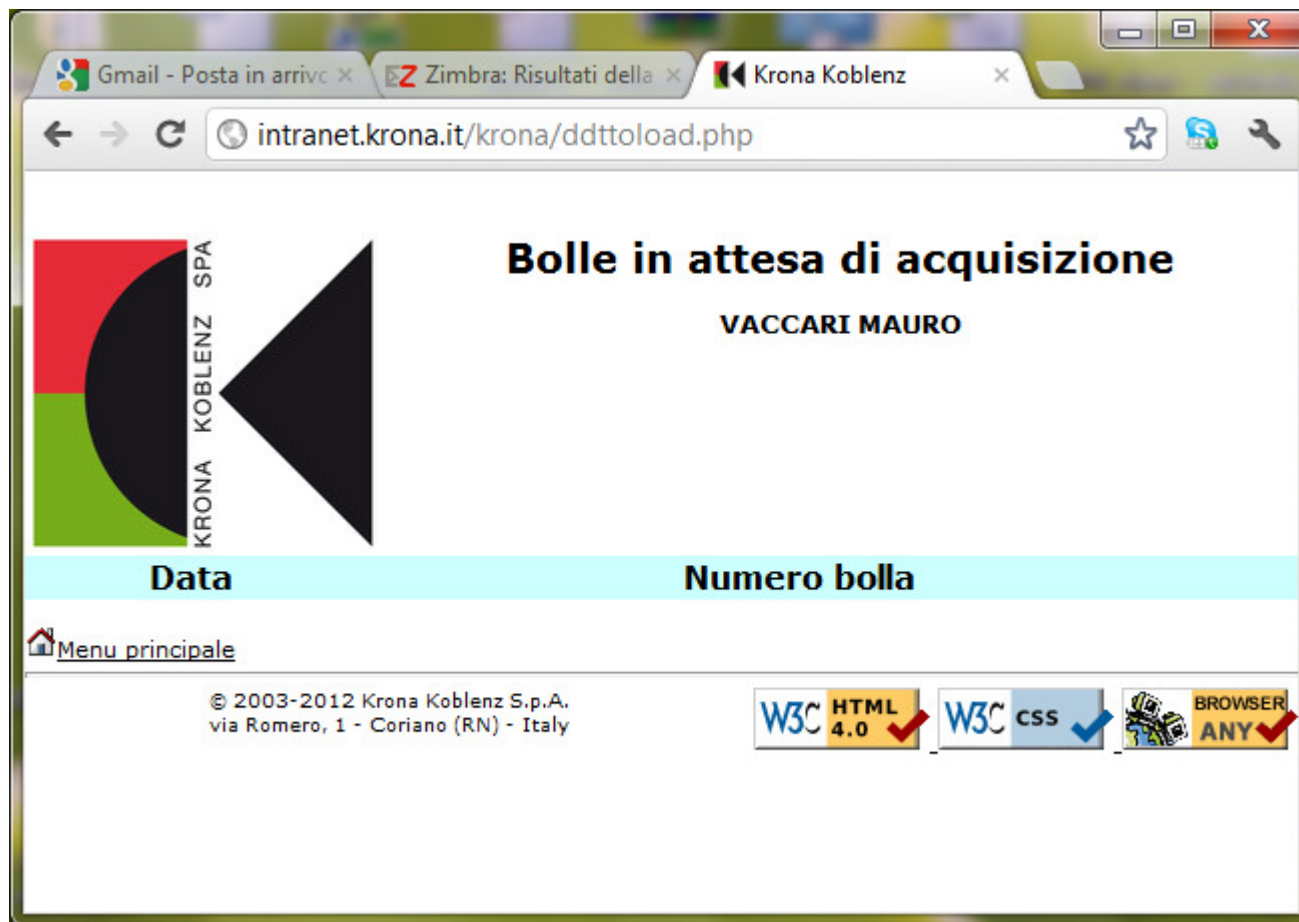 Gmail - Posta in arrivo
Zimbra: Risultati della
Krona Koblenz
intranet.krona.it/krona/ddttoload.php
KRONA KOBLENZ SPA
Bolle in attesa di acquisizione
VACCARI MAURO
Data Numero bolla
Menu principale
© 2003-2012 Krona Koblenz S.p.A.
via Romero, 1 - Coriano (RN) - Italy
W3C HTML 4.0
W3C CSS
BROWSER ANY